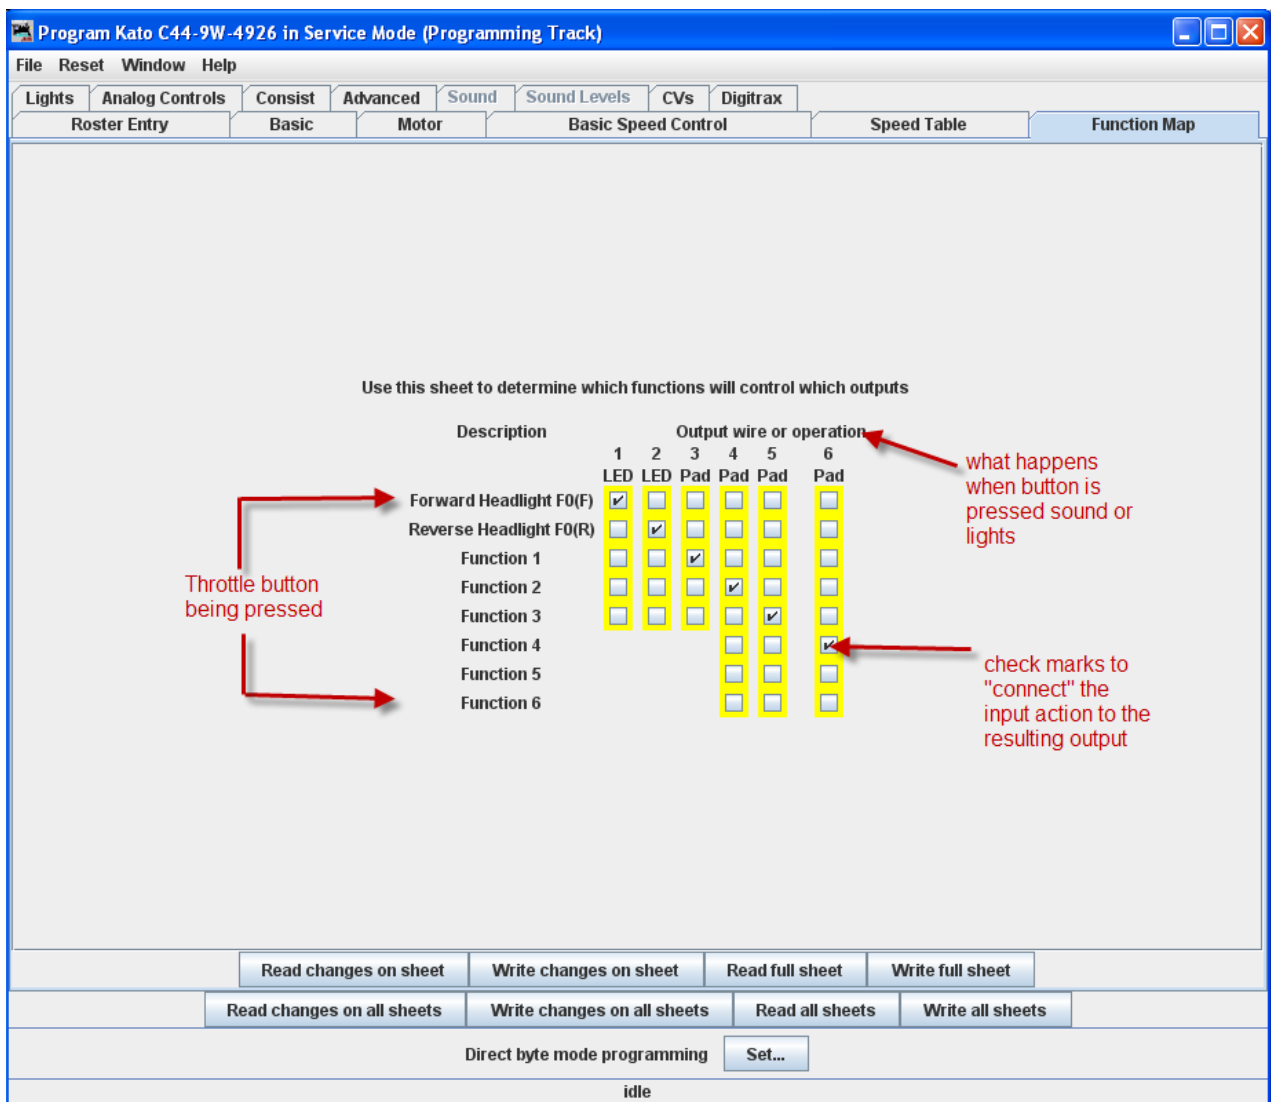 Program Kato C44-9W-4926 in Service Mode (Programming Track)
File Reset Window Help
Lights Analog Controls Consist Advanced Sound Sound Levels CVs Digitrax
Roster Entry Basic Motor Basic Speed Control Speed Table Function Map
Use this sheet to determine which functions will control which outputs
Description Output wire or operation
1 2 3 4 5 6
LED LED Pad Pad Pad Pad
Forward Headlight F0(F)
Reverse Headlight F0(R)
Function 1
Function 2
Function 3
Function 4
Function 5
Function 6
Throttle button
being pressed
what happens
when button is
pressed sound or
lights
check marks to
"connect" the
input action to the
resulting output
Read changes on sheet Write changes on sheet Read full sheet Write full sheet
Read changes on all sheets Write changes on all sheets Read all sheets Write all sheets
Direct byte mode programming Set...
idle